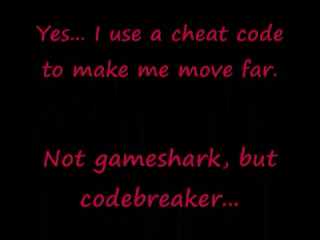 Yes... I use a cheat code
to make me move far.
Not gameshark, but
codebreaker...